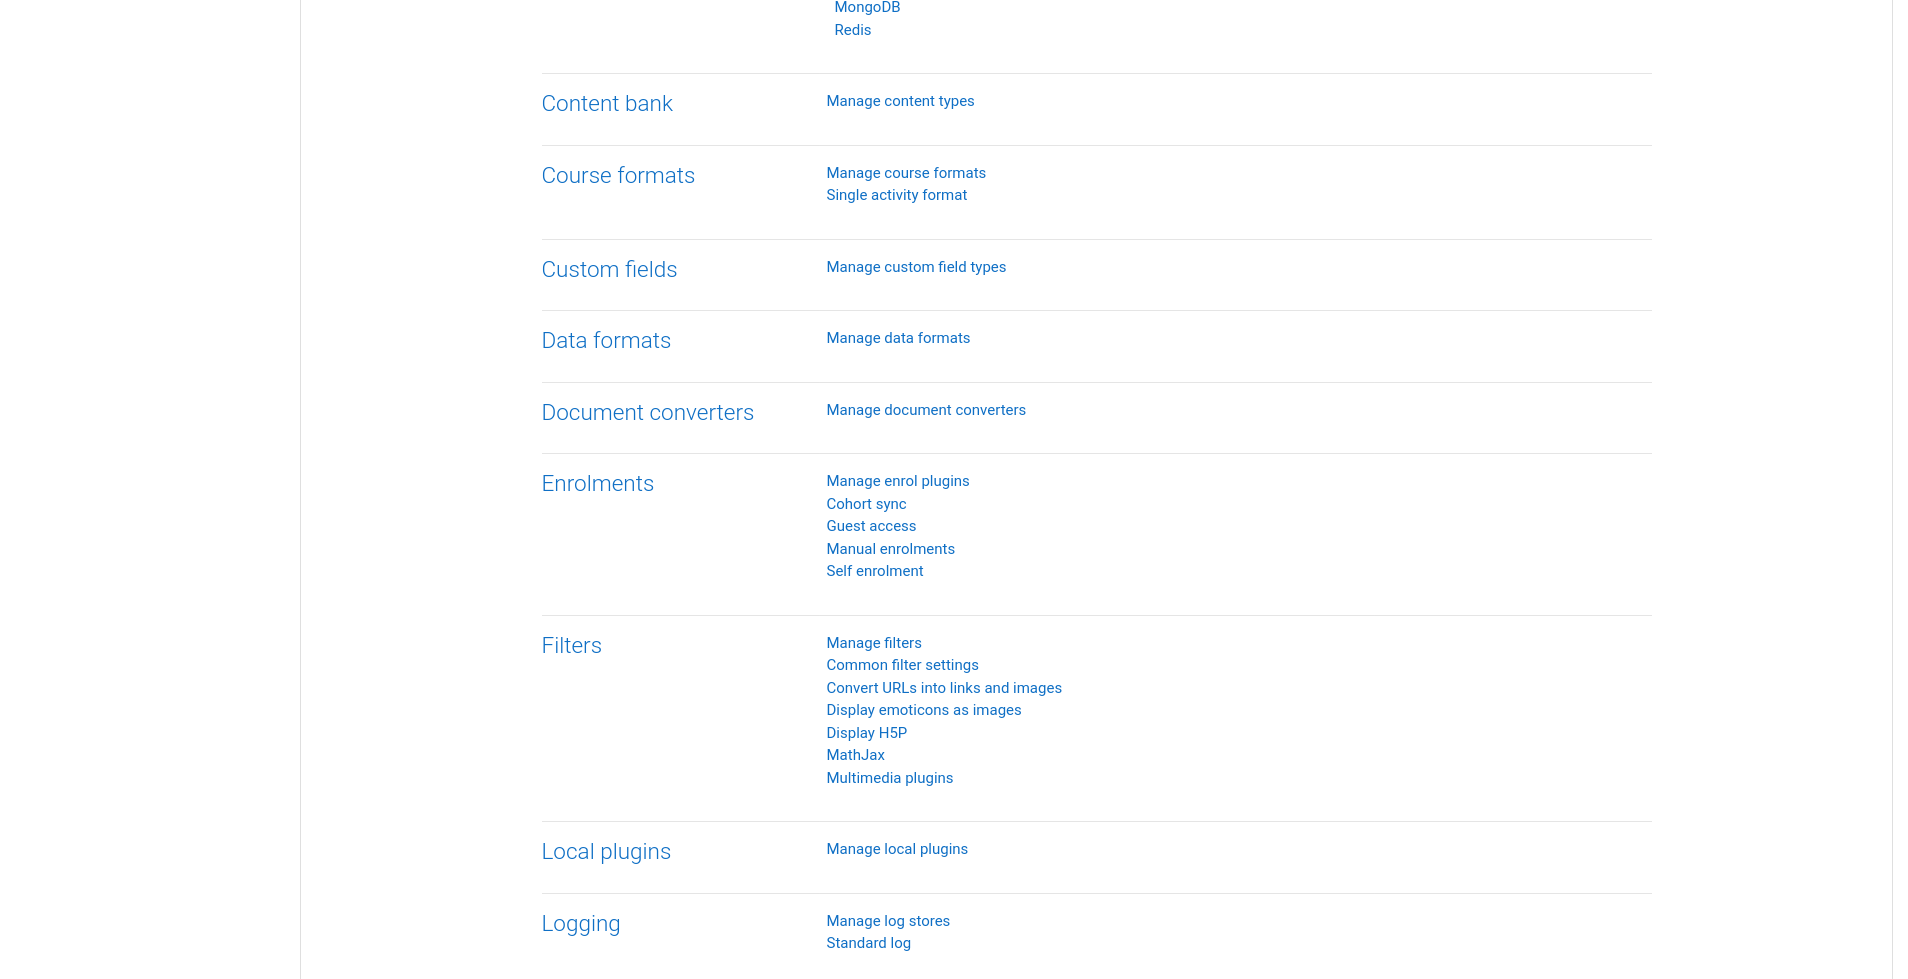 MongoDB
Redis
Content bank
Manage content types
Course formats
Manage course formats
Single activity format
Custom fields
Manage custom field types
Data formats
Manage data formats
Document converters
Manage document converters
Enrolments
Manage enrol plugins
Cohort sync
Guest access
Manual enrolments
Self enrolment
Filters
Manage filters
Common filter settings
Convert URLs into links and images
Display emoticons as images
Display H5P
MathJax
Multimedia plugins
Local plugins
Manage local plugins
Logging
Manage log stores
Standard log